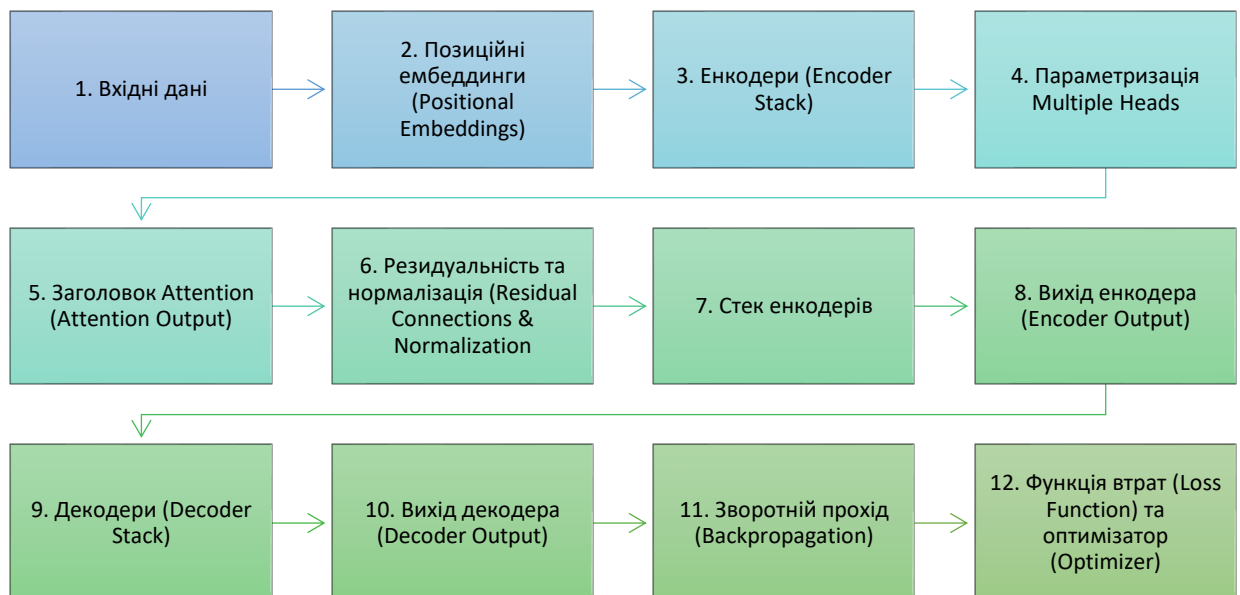 1. Вхідні дані
2. Позиційні
ембеддинги
(Positional
Embeddings)
3. Енкодери (Encoder
Stack)
4. Параметризація
Multiple Heads
5. Заголовок Attention
(Attention Output)
6. Резидуальність та
нормалізація (Residual
Connections &
Normalization
7. Стек енкодерів
8. Вихід енкодера
(Encoder Output)
9. Декодери (Decoder
Stack)
10. Вихід декодера
(Decoder Output)
11. Зворотній прохід
(Backpropagation)
12. Функція втрат (Loss
Function) та
оптимізатор
(Optimizer)